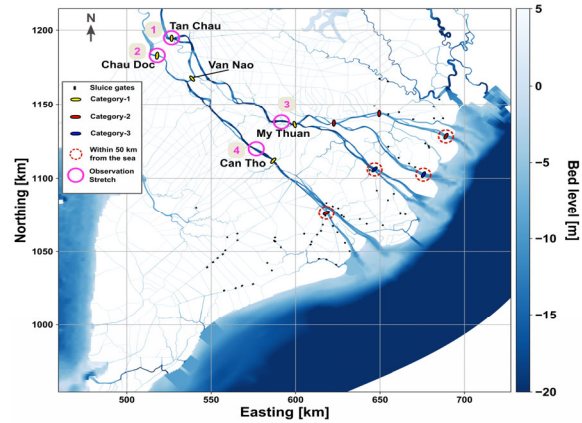 1200
1150
1100
1050
1000
Northing [km]
500
550
600
650
700
Easting [km]
N
1
Tan Chau
2
Chau Doc
Van Nao
3
My Thuan
4
Can Tho
Sluice gates
Category-1
Category-2
Category-3
Within 50 km
from the sea
Observation
Stretch
5
0
−5
−10
−15
−20
Bed level [m]